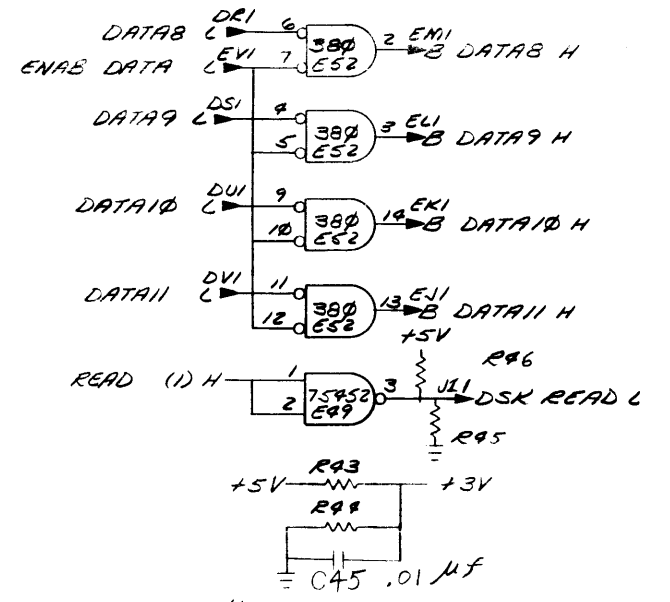 DATA8 L DR1 6 380 E52 2 EM1 B DATA8 H
ENAB DATA L EV1 7
DATA9 L DS1 4 380 E52 3 EL1 B DATA9 H
5
DATA10 L DU1 9 380 E52 14 EK1 B DATA10 H
10
DATA11 L DV1 11 380 E52 13 EJ1 B DATA11 H
12
+5V
R46
READ (1) H 1 75452 E49 3 J11 DSK READ L
2
R45
+5V R43 +3V
R44
C45 .01 μf